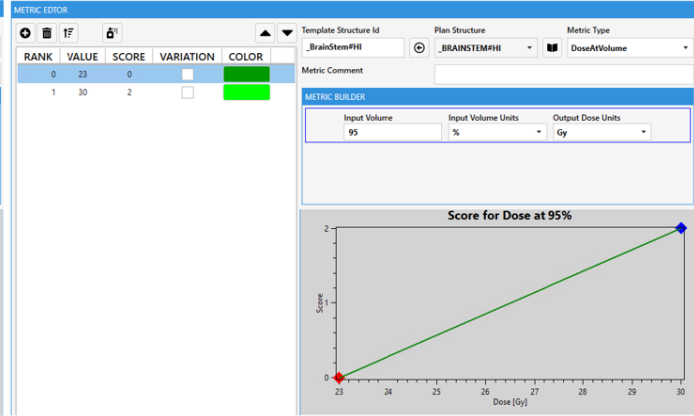 METRIC EDITOR
RANK VALUE SCORE VARIATION COLOR
0 23 0
1 30 2
Template Structure Id Plan Structure Metric Type
_BrainStem#HI _BRAINSTEM#HI DoseAtVolume
Metric Comment
METRIC BUILDER
Input Volume Input Volume Units Output Dose Units
95 % Gy
Score for Dose at 95%
2
1
0
Score
23 24 25 26 27 28 29 30
Dose [Gy]